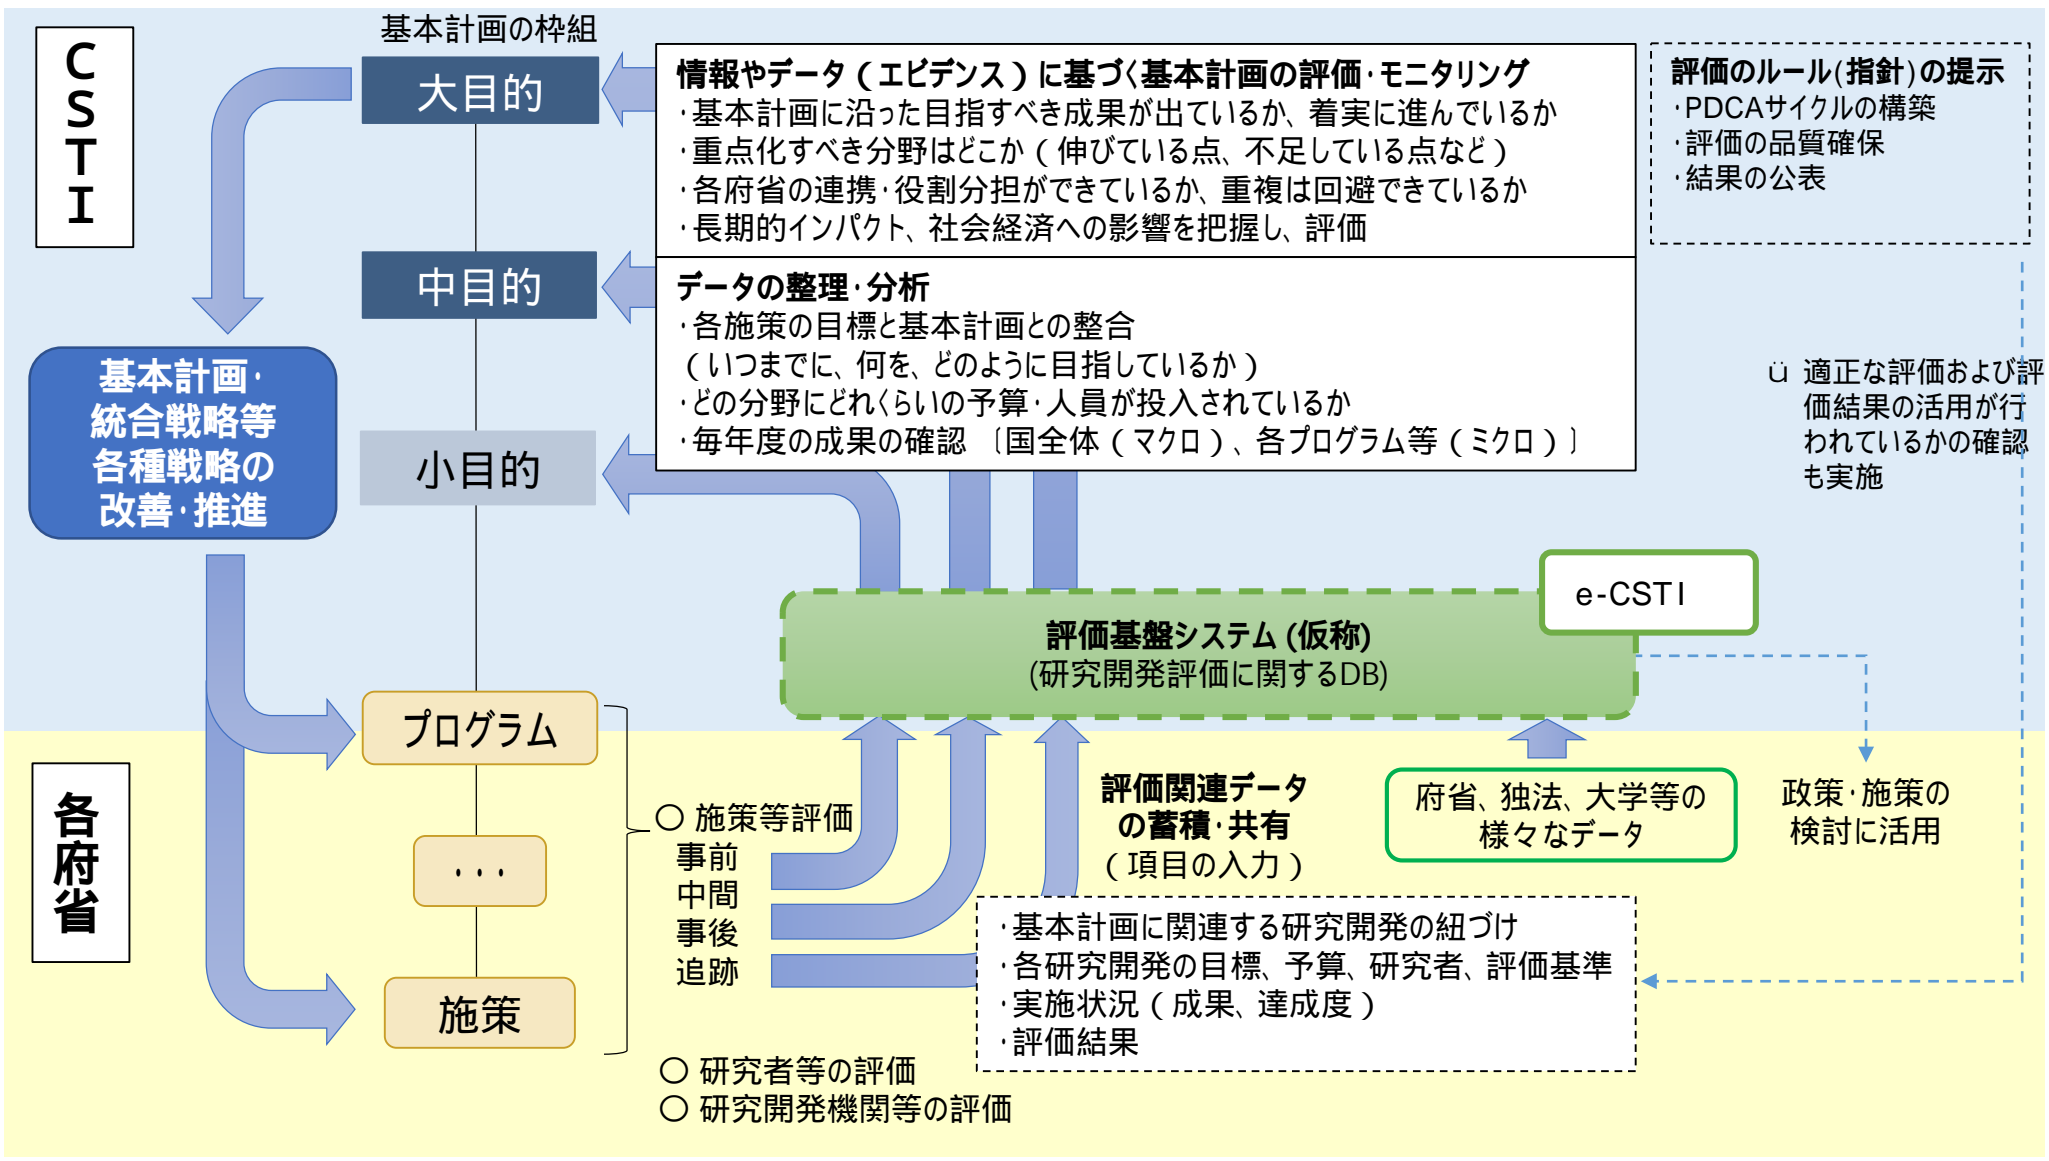 CSTI
基本計画の枠組
大目的
中目的
小目的
情報やデータ(エビデンス)に基づく基本計画の評価・モニタリング
・基本計画に沿った目指すべき成果が出ているか、着実に進んでいるか
・重点化すべき分野はどこか(伸びている点、不足している点など)
・各府省の連携・役割分担ができているか、重複は回避できているか
・長期的インパクト、社会経済への影響を把握し、評価
データの整理・分析
・各施策の目標と基本計画との整合
(いつまでに、何を、どのように目指しているか)
・どの分野にどれくらいの予算・人員が投入されているか
・毎年度の成果の確認 〔国全体(マクロ)、各プログラム等(ミクロ)〕
評価のルール(指針)の提示
・PDCAサイクルの構築
・評価の品質確保
・結果の公表
ü 適正な評価および評
価結果の活用が行
われているかの確認
も実施
基本計画・
統合戦略等
各種戦略の
改善・推進
e-CSTI
評価基盤システム(仮称)
(研究開発評価に関するDB)
各府省
プログラム
・・・
施策
〇 施策等評価
事前
中間
事後
追跡
〇 研究者等の評価
〇 研究開発機関等の評価
評価関連データ
の蓄積・共有
(項目の入力)
府省、独法、大学等の
様々なデータ
政策・施策の
検討に活用
・基本計画に関連する研究開発の紐づけ
・各研究開発の目標、予算、研究者、評価基準
・実施状況(成果、達成度)
・評価結果